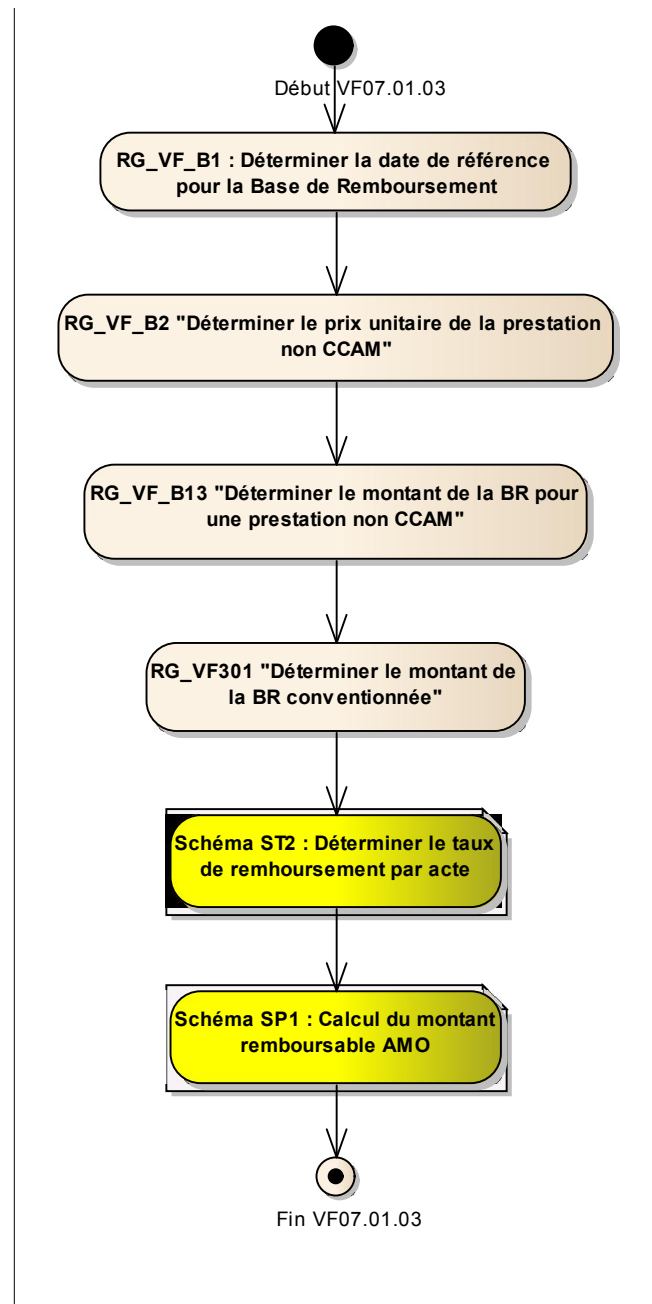 Début VF07.01.03
RG_VF_B1 : Déterminer la date de référence
pour la Base de Remboursement
RG_VF_B2 "Déterminer le prix unitaire de la prestation
non CCAM"
RG_VF_B13 "Déterminer le montant de la BR pour
une prestation non CCAM"
RG_VF301 "Déterminer le montant de
la BR conventionnée"
Schéma ST2 : Déterminer le taux
de remhoursement par acte
Schéma SP1 : Calcul du montant
remboursable AMO
Fin VF07.01.03